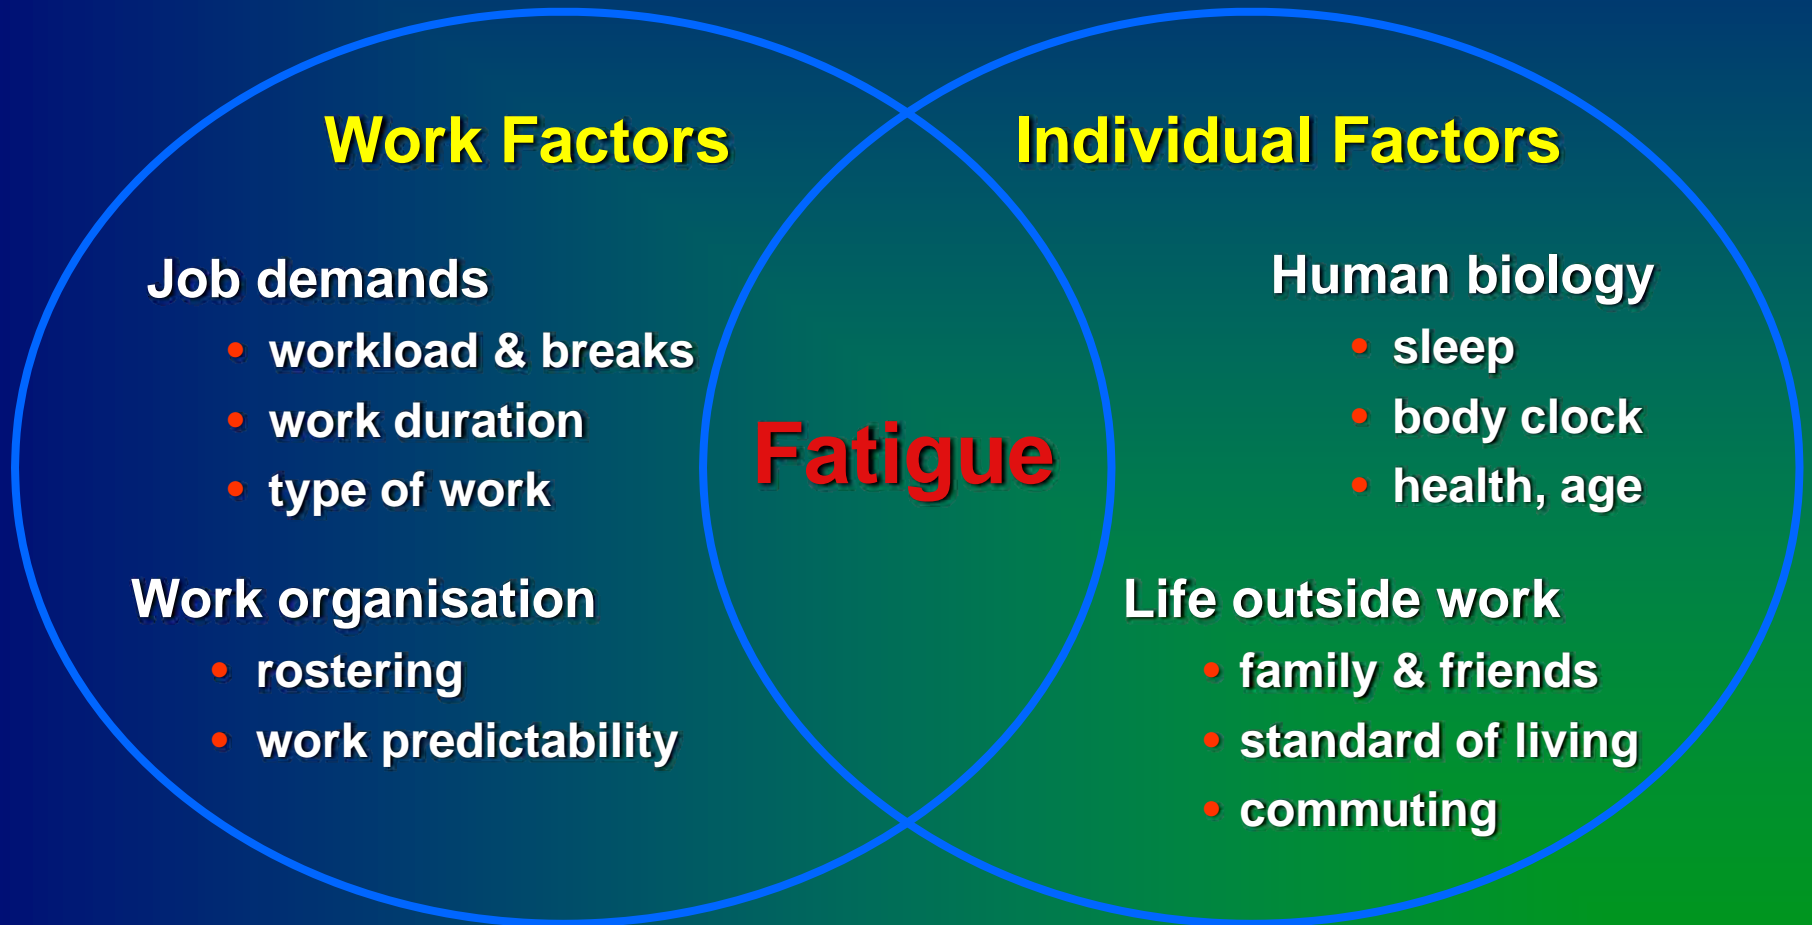 Work Factors
Job demands
• workload & breaks
• work duration
• type of work
Work organisation
• rostering
• work predictability
Fatigue
Individual Factors
Human biology
• sleep
• body clock
• health, age
Life outside work
• family & friends
• standard of living
• commuting